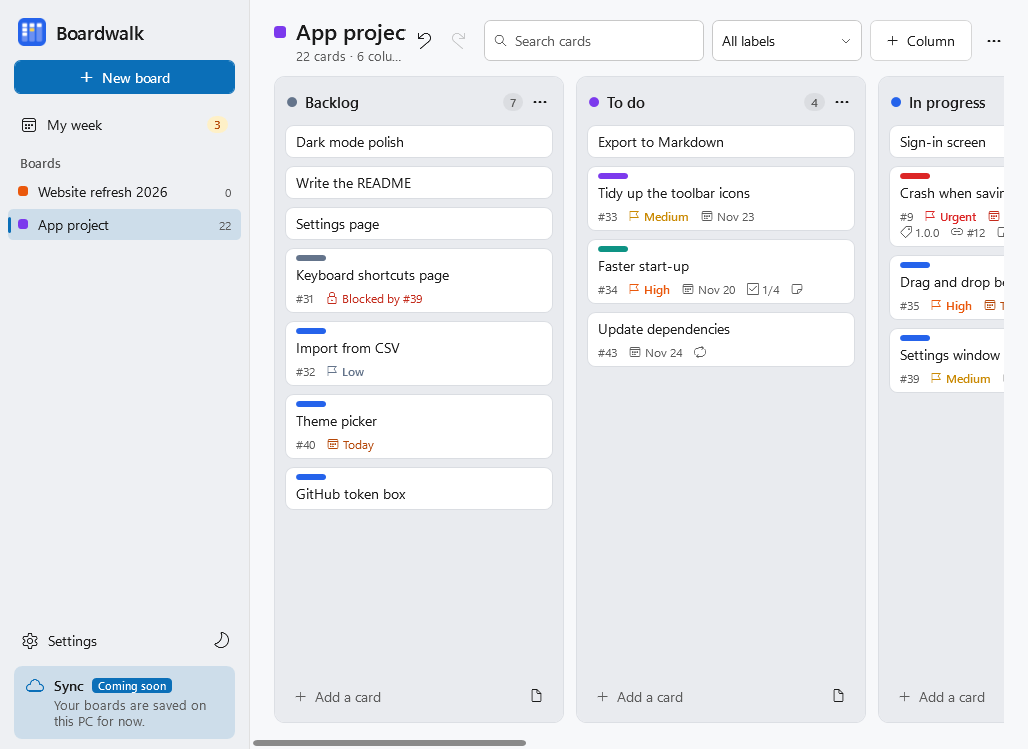 Boardwalk
+ New board
My week
3
Boards
Website refresh 2026
0
App project
22
Settings
Sync
Coming soon
Your boards are saved on
this PC for now.
App projec
22 cards · 6 colu...
Search cards
All labels
+ Column
Backlog
7
Dark mode polish
Write the README
Settings page
Keyboard shortcuts page
#31 Blocked by #39
Import from CSV
#32 Low
Theme picker
#40 Today
GitHub token box
+ Add a card
To do
4
Export to Markdown
Tidy up the toolbar icons
#33 Medium Nov 23
Faster start-up
#34 High Nov 20 1/4
Update dependencies
#43 Nov 24
+ Add a card
In progress
Sign-in screen
Crash when savin
#9 Urgent
1.0.0 #12
Drag and drop b
#35 High
Settings window
#39 Medium
+ Add a card